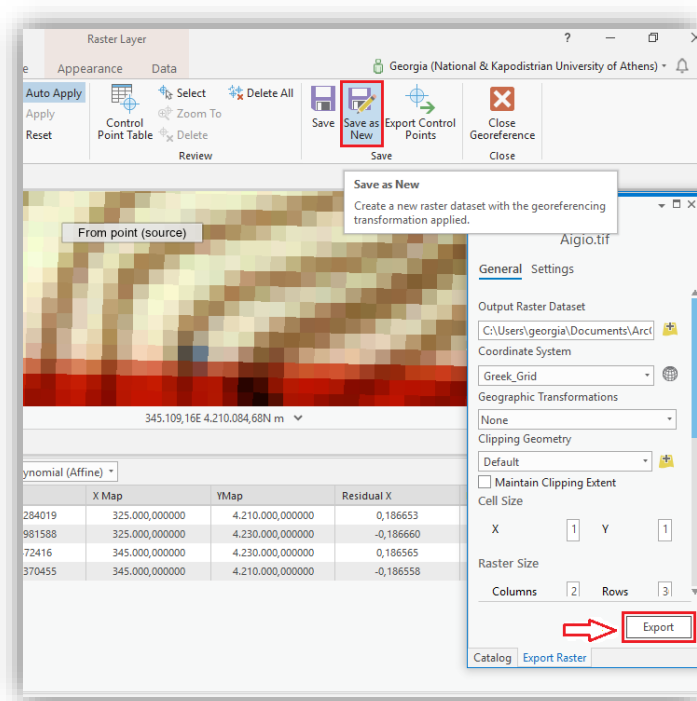 Raster Layer
?
e Appearance Data
Georgia (National & Kapodistrian University of Athens)
Auto Apply
Apply
Reset
Control
Point Table
Select
Zoom To
Delete
Delete All
Review
Save
Save as
New
Export Control
Points
Save
Close
Georeference
Close
Save as New
Create a new raster dataset with the georeferencing
transformation applied.
From point (source)
345.109,16E 4.210.084,68N m
ynomial (Affine)
X Map YMap Residual X
284019 325.000,000000 4.210.000,000000 0,186653
981588 325.000,000000 4.230.000,000000 -0,186660
72416 345.000,000000 4.230.000,000000 0,186565
370455 345.000,000000 4.210.000,000000 -0,186558
Aigio.tif
General Settings
Output Raster Dataset
C:\Users\georgia\Documents\Arc
Coordinate System
Greek_Grid
Geographic Transformations
None
Clipping Geometry
Default
Maintain Clipping Extent
Cell Size
X 1 Y 1
Raster Size
Columns 2 Rows 3
Export
Catalog Export Raster